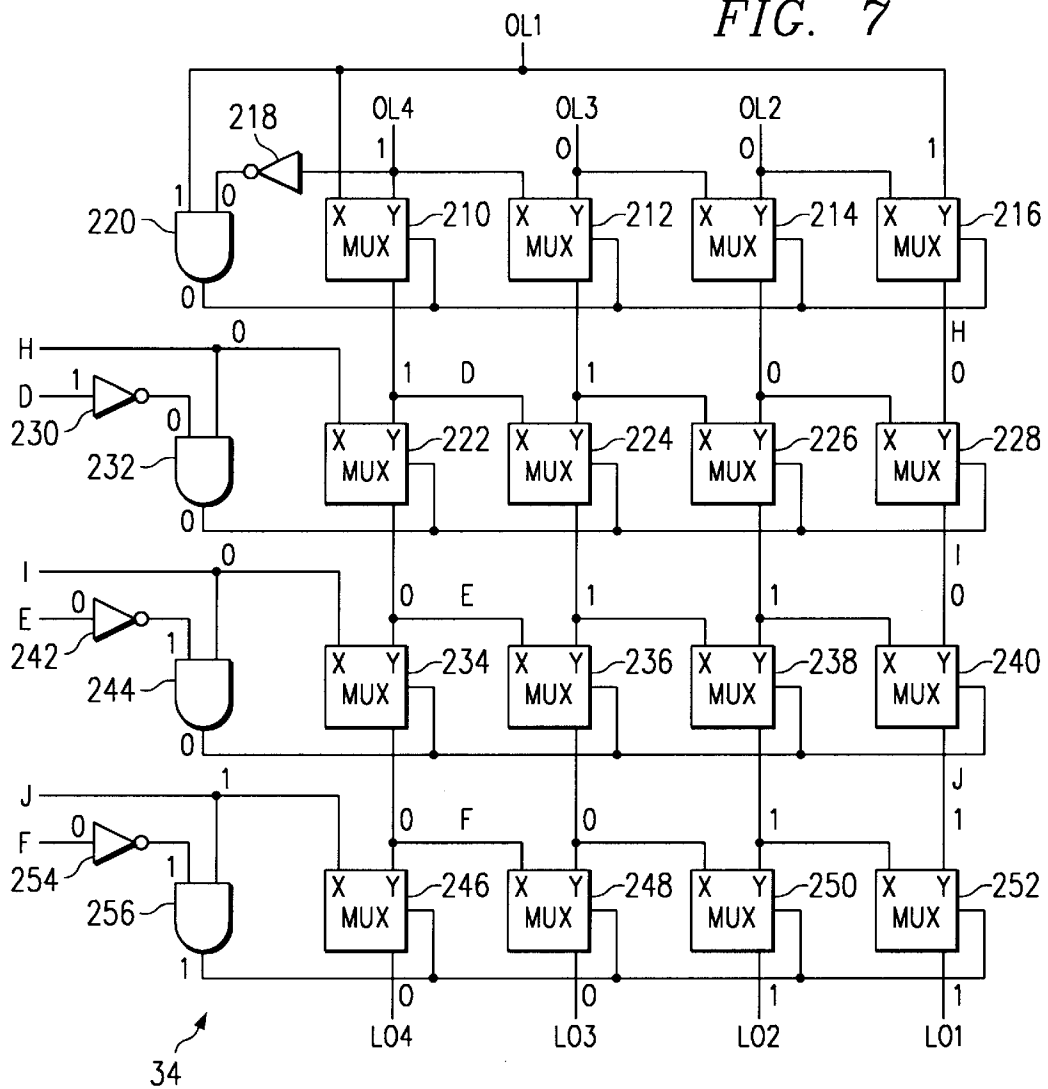 FIG. 7
OL1
218
OL4
OL3
OL2
1
0
0
1
1
0
220
X Y
MUX
210
X Y
MUX
212
X Y
MUX
214
X Y
MUX
216
0
H
0
H
D
1
230
0
1
D
1
0
0
232
X Y
MUX
222
X Y
MUX
224
X Y
MUX
226
X Y
MUX
228
0
I
0
I
E
0
242
1
0
E
1
1
0
244
X Y
MUX
234
X Y
MUX
236
X Y
MUX
238
X Y
MUX
240
0
J
1
J
F
0
254
1
0
F
0
1
1
256
X Y
MUX
246
X Y
MUX
248
X Y
MUX
250
X Y
MUX
252
1
0
0
1
1
LO4
LO3
LO2
LO1
34